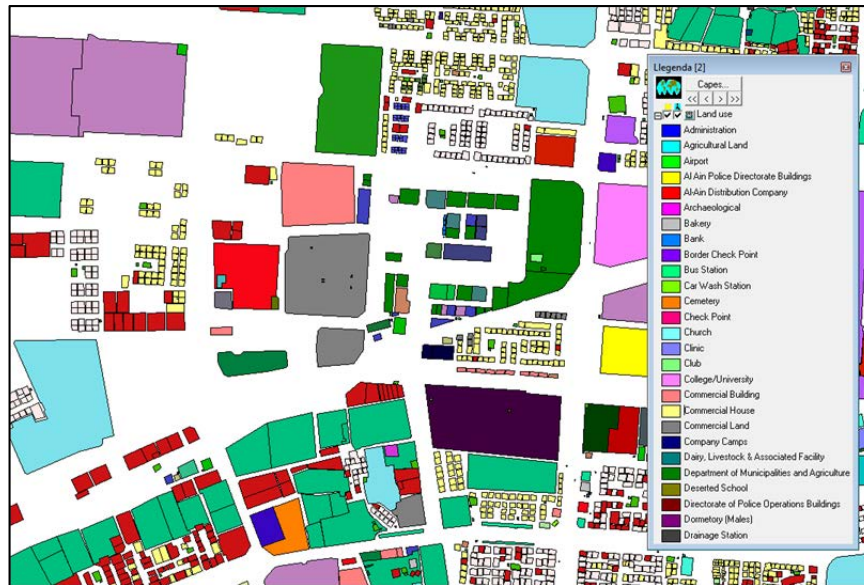 Llegenda [2]
Capes...
<< < > >>
Land use
Administration
Agricultural Land
Airport
Al Ain Police Directorate Buildings
Al-Ain Distribution Company
Archaeological
Bakery
Bank
Border Check Point
Bus Station
Car Wash Station
Cemetery
Check Point
Church
Clinic
Club
College/University
Commercial Building
Commercial House
Commercial Land
Company Camps
Dairy, Livestock & Associated Facility
Department of Municipalities and Agriculture
Deserted School
Directorate of Police Operations Buildings
Dormetory (Males)
Drainage Station